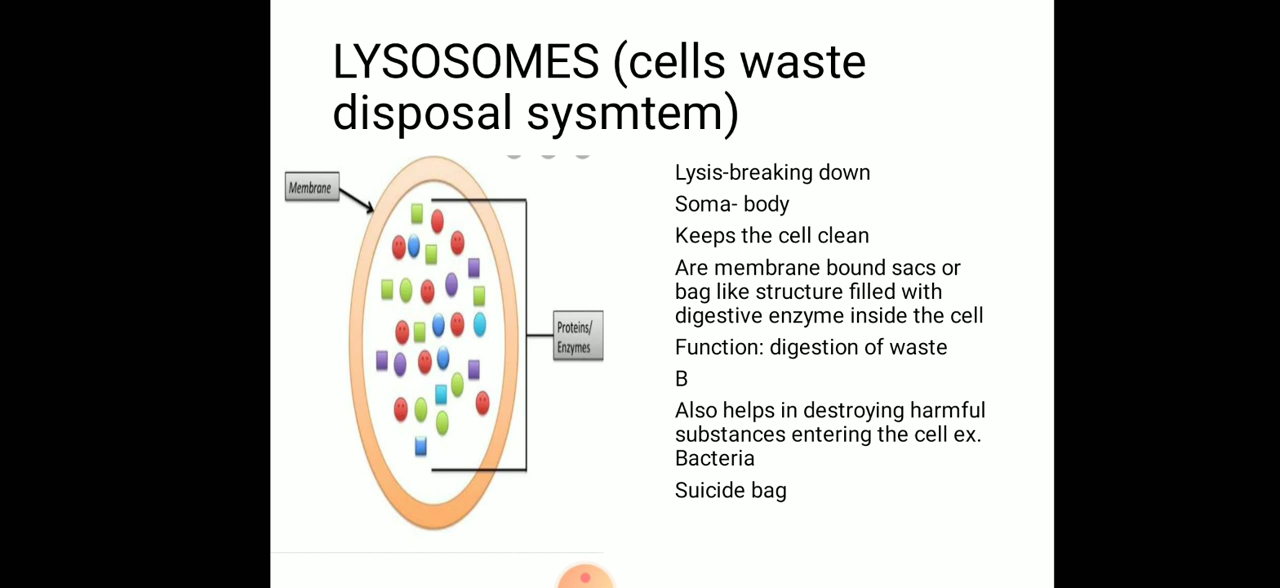 LYSOSOMES (cells waste
disposal sysmtem)
Membrane
Proteins/
Enzymes
Lysis-breaking down
Soma- body
Keeps the cell clean
Are membrane bound sacs or
bag like structure filled with
digestive enzyme inside the cell
Function: digestion of waste
B
Also helps in destroying harmful
substances entering the cell ex.
Bacteria
Suicide bag